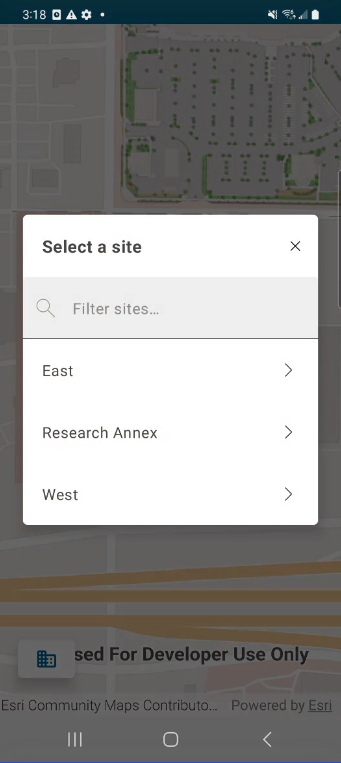 3:18
Select a site
Filter sites...
East
Research Annex
West
sed For Developer Use Only
Esri Community Maps Contributo... Powered by Esri